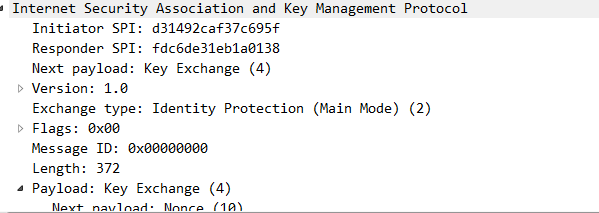 Internet Security Association and Key Management Protocol
Initiator SPI: d31492caf37c695f
Responder SPI: fdc6de31eb1a0138
Next payload: Key Exchange (4)
Version: 1.0
Exchange type: Identity Protection (Main Mode) (2)
Flags: 0x00
Message ID: 0x00000000
Length: 372
Payload: Key Exchange (4)
Next payload: Nonce (10)